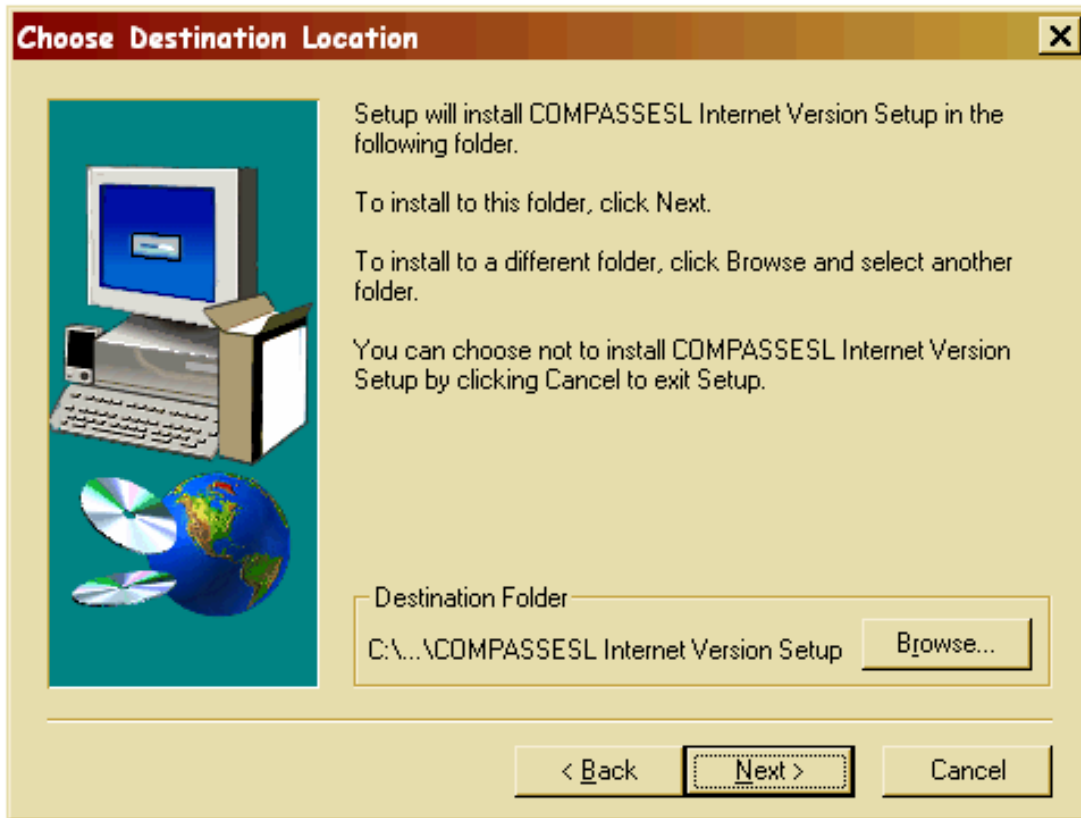 Choose Destination Location
Setup will install COMPASSESL Internet Version Setup in the
following folder.
To install to this folder, click Next.
To install to a different folder, click Browse and select another
folder.
You can choose not to install COMPASSESL Internet Version
Setup by clicking Cancel to exit Setup.
Destination Folder
C:\...\COMPASSESL Internet Version Setup
Browse...
< Back
Next >
Cancel